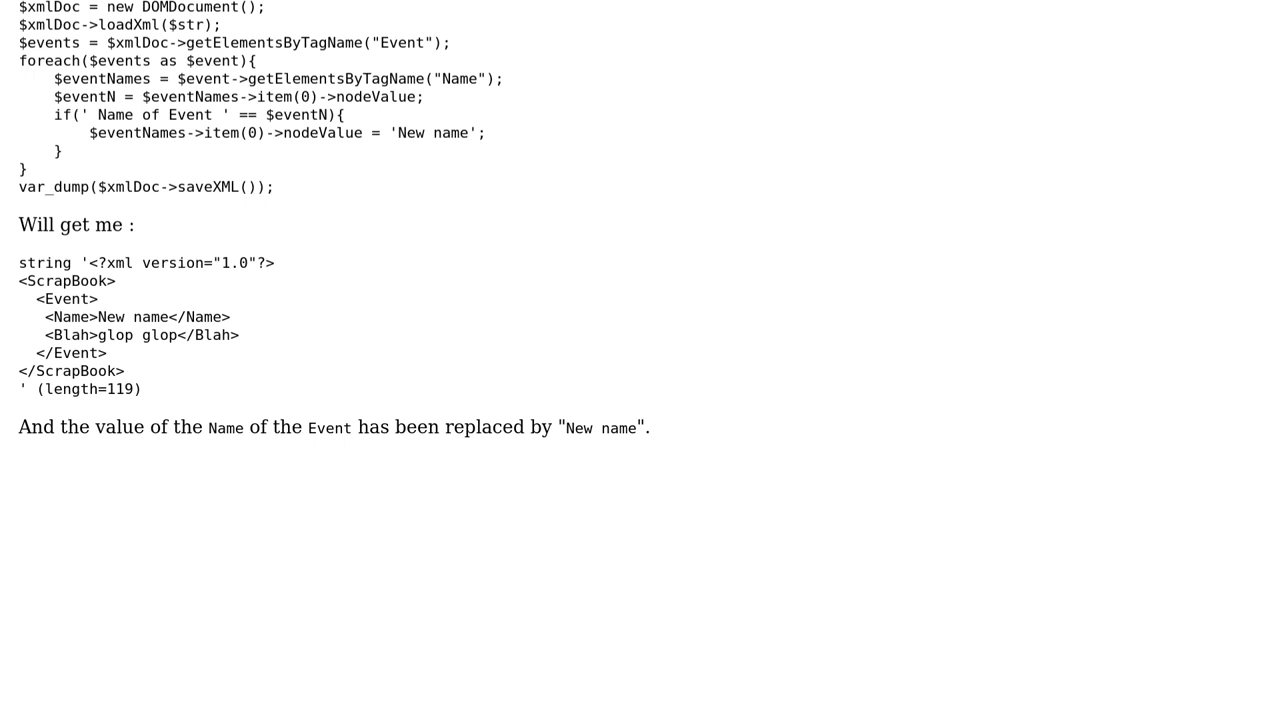 $xmlDoc = new DOMDocument();
$xmlDoc->loadXml($str);
$events = $xmlDoc->getElementsByTagName("Event");
foreach($events as $event){
    $eventNames = $event->getElementsByTagName("Name");
    $eventN = $eventNames->item(0)->nodeValue;
    if(' Name of Event ' == $eventN){
        $eventNames->item(0)->nodeValue = 'New name';
    }
}
var_dump($xmlDoc->saveXML());
Will get me :
string '<?xml version="1.0"?>
<ScrapBook>
  <Event>
   <Name>New name</Name>
   <Blah>glop glop</Blah>
  </Event>
</ScrapBook>
' (length=119)
And the value of the Name of the Event has been replaced by "New name".